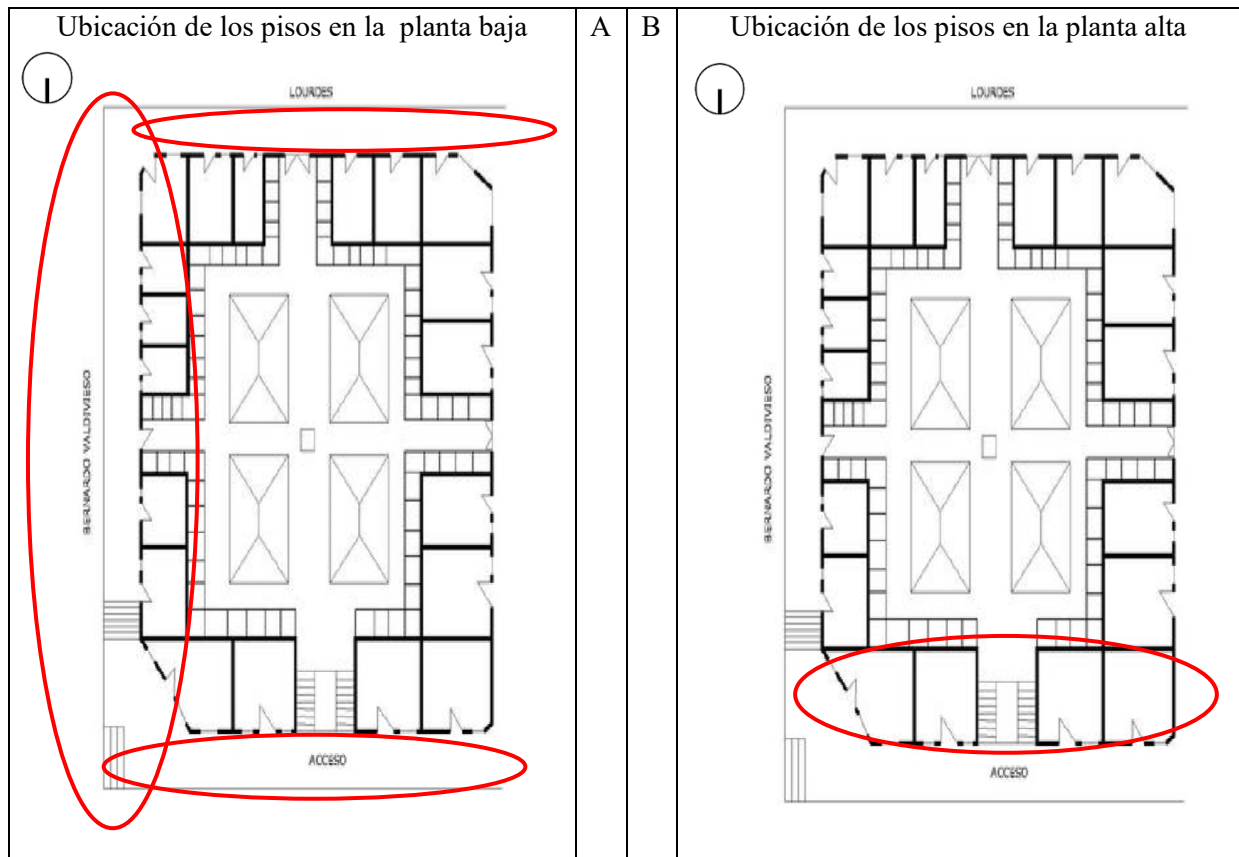 Ubicación de los pisos en la planta baja
A
B
Ubicación de los pisos en la planta alta
LOURDES
BERNARDO VALDIVIESO
ACCESO
LOURDES
BERNARDO VALDIVIESO
ACCESO